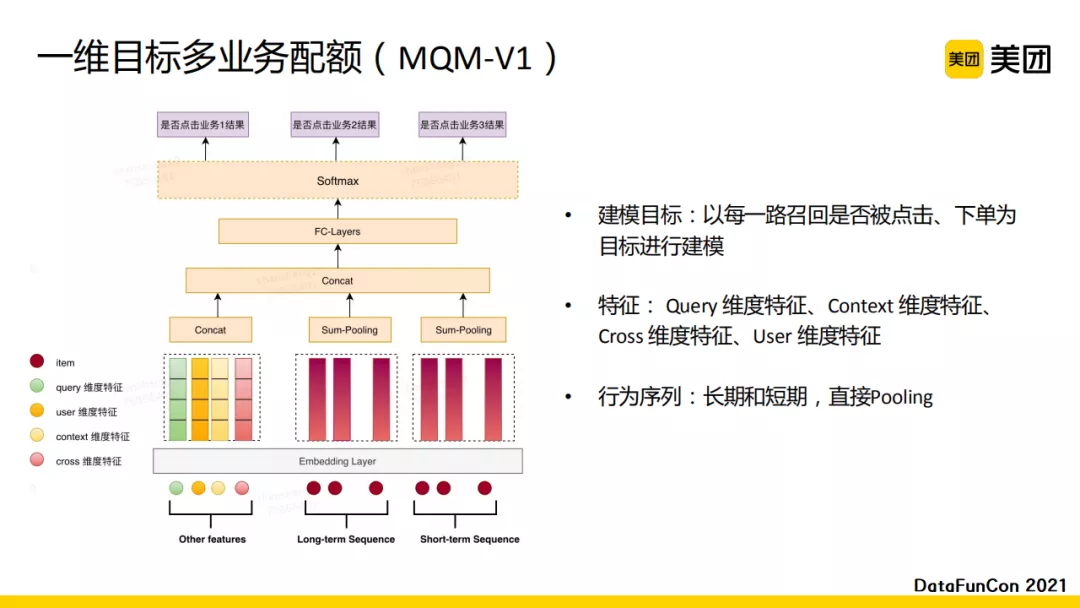 一维目标多业务配额（MQM-V1）
美团 美团
是否点击业务1结果 是否点击业务2结果 是否点击业务3结果
Softmax
FC-Layers
Concat
Concat Sum-Pooling Sum-Pooling
item
query 维度特征
user 维度特征
context 维度特征
cross 维度特征
Embedding Layer
Other features Long-term Sequence Short-term Sequence
• 建模目标：以每一路召回是否被点击、下单为
目标进行建模
• 特征： Query 维度特征、Context 维度特征、
Cross 维度特征、User 维度特征
• 行为序列：长期和短期，直接Pooling
DataFunCon 2021